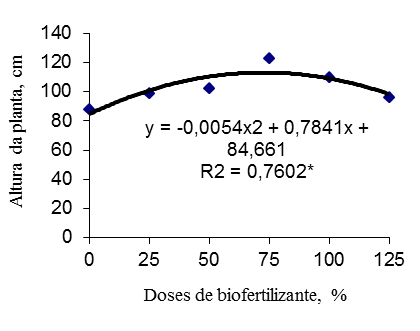 Altura da planta, cm
140
120
100
80
60
40
20
0
y = -0,0054x2 + 0,7841x +
84,661
R2 = 0,7602*
0 25 50 75 100 125
Doses de biofertilizante, %